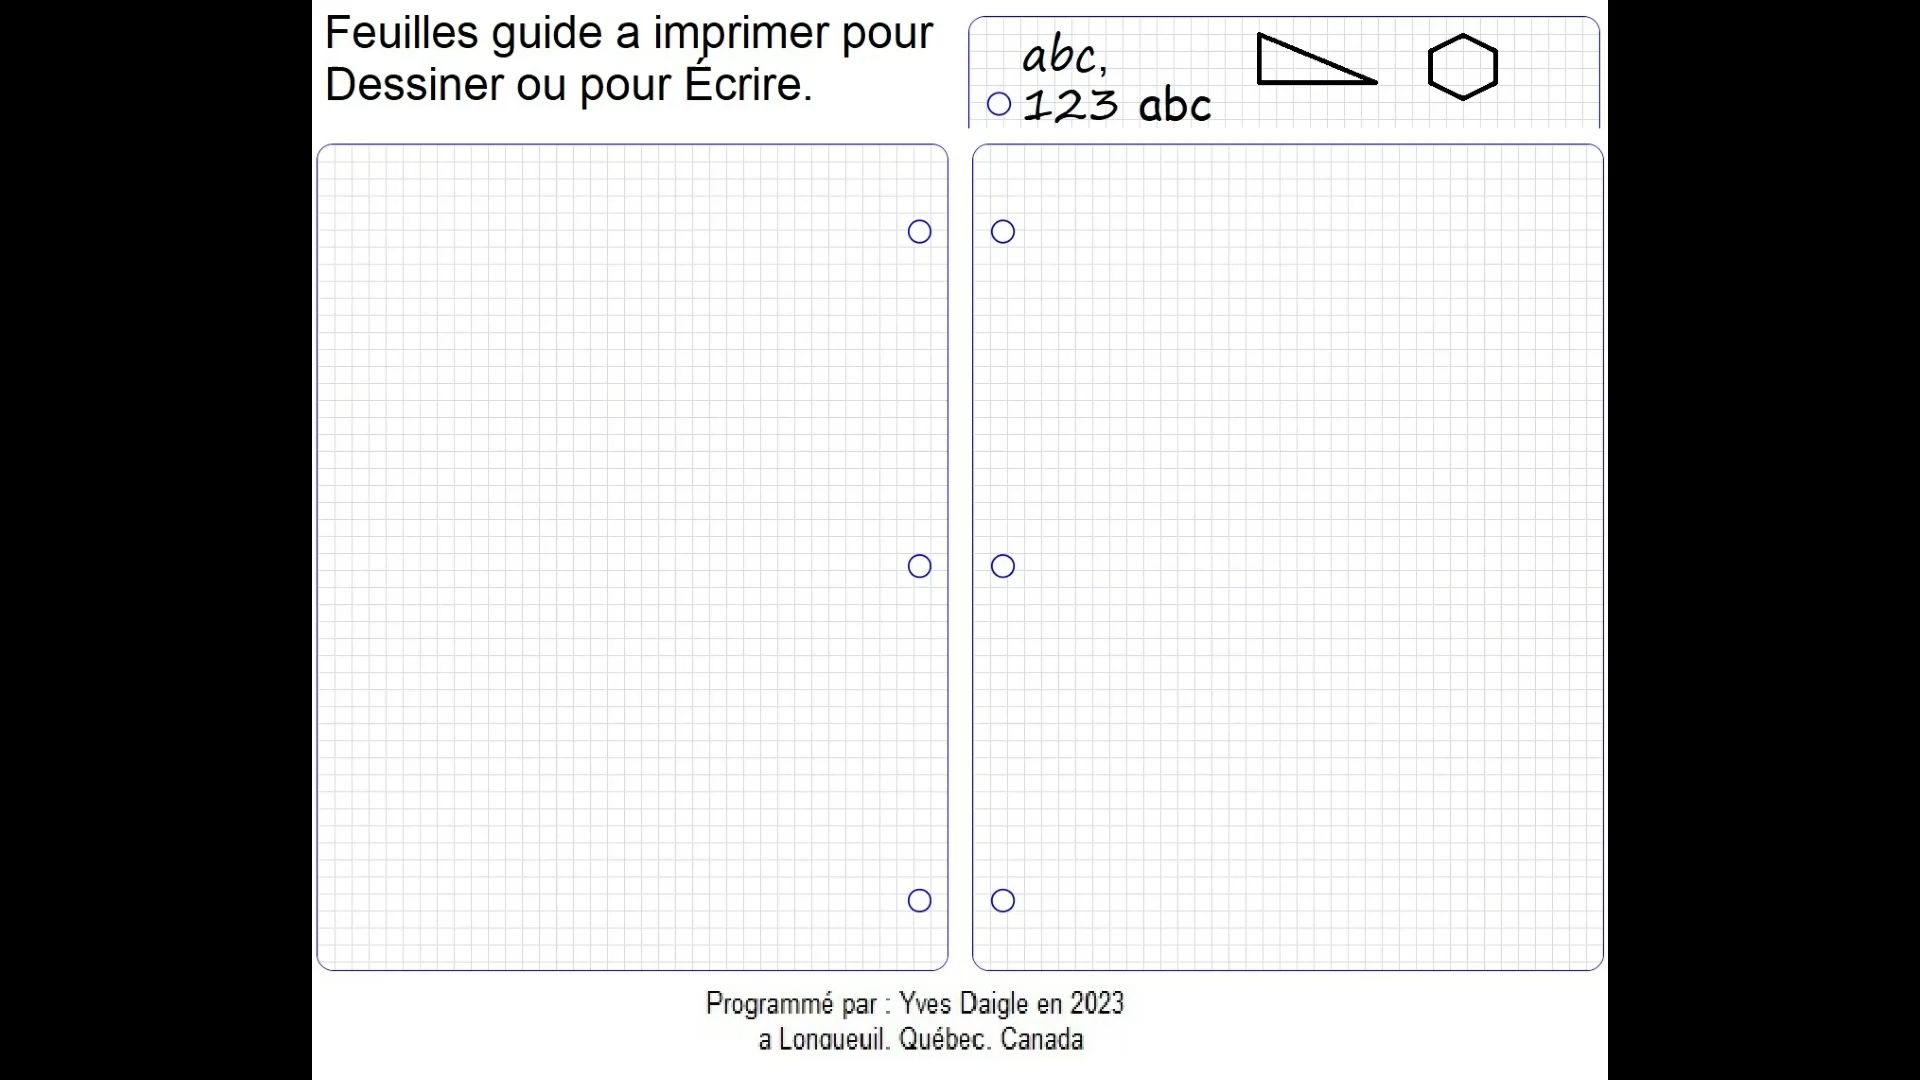 Feuilles guide a imprimer pour
Dessiner ou pour Écrire.
abc,
123 abc
Programmé par : Yves Daigle en 2023
a Longueuil. Québec. Canada